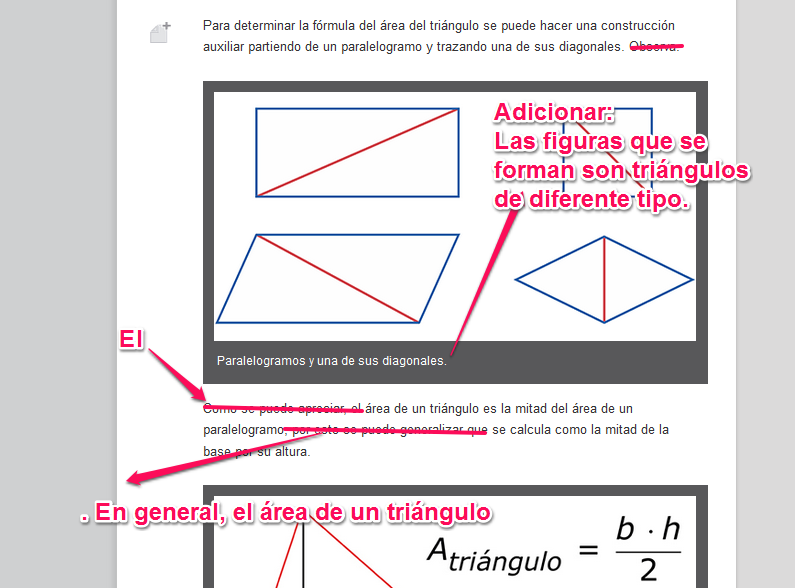 Para determinar la fórmula del área del triángulo se puede hacer una construcción
auxiliar partiendo de un paralelogramo y trazando una de sus diagonales. Observa:
Adicionar:
Las figuras que se
forman son triángulos
de diferente tipo.
Paralelogramos y una de sus diagonales.
El
Como se puede apreciar, el área de un triángulo es la mitad del área de un
paralelogramo, por esto se puede generalizar que se calcula como la mitad de la
base por su altura.
. En general, el área de un triángulo
A triángulo = b · h / 2